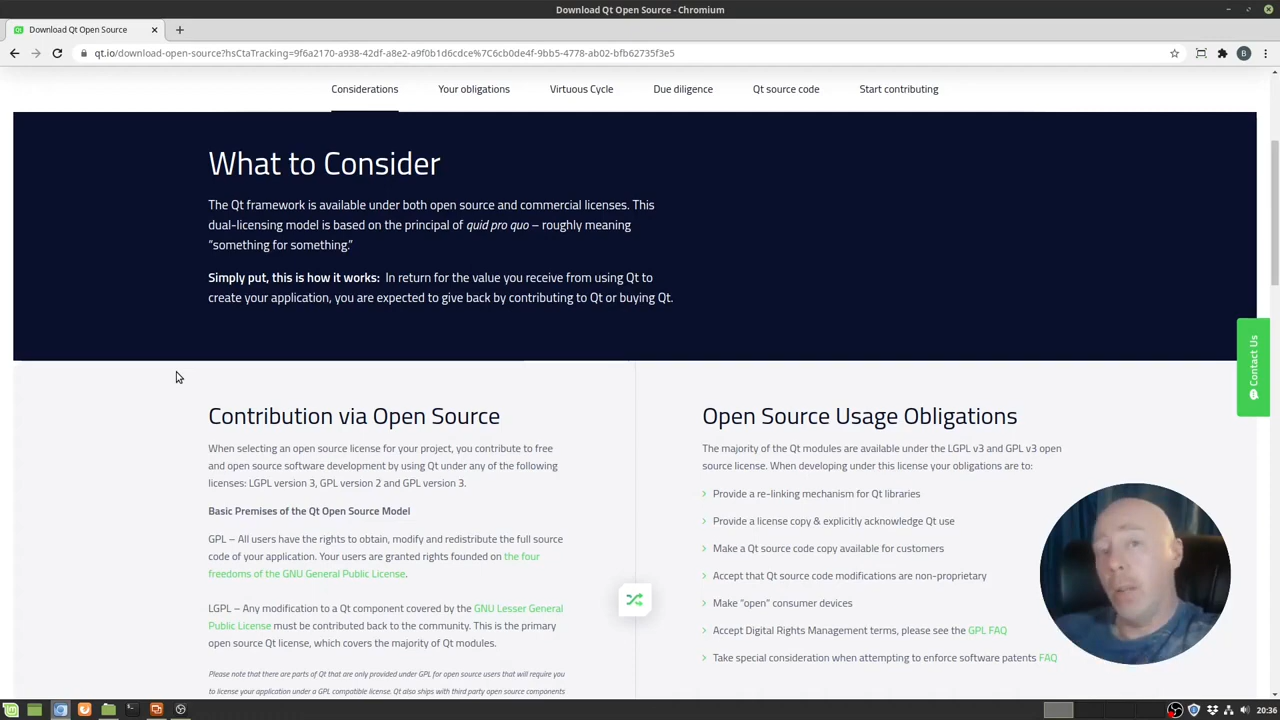 Download Qt Open Source - Chromium
Download Qt Open Source
qt.io/download-open-source?hsCtaTracking=9f6a2170-a938-42df-a8e2-a9f0b1d6cdce%7C6cb0de4f-9bb5-4778-ab02-bfb62735f3e5
B
Considerations Your obligations Virtuous Cycle Due diligence Qt source code Start contributing
What to Consider
The Qt framework is available under both open source and commercial licenses. This
dual-licensing model is based on the principal of quid pro quo – roughly meaning
“something for something.”
Simply put, this is how it works: In return for the value you receive from using Qt to
create your application, you are expected to give back by contributing to Qt or buying Qt.
Contact Us
Contribution via Open Source
When selecting an open source license for your project, you contribute to free
and open source software development by using Qt under any of the following
licenses: LGPL version 3, GPL version 2 and GPL version 3.
Basic Premises of the Qt Open Source Model
GPL – All users have the rights to obtain, modify and redistribute the full source
code of your application. Your users are granted rights founded on the four
freedoms of the GNU General Public License.
LGPL – Any modification to a Qt component covered by the GNU Lesser General
Public License must be contributed back to the community. This is the primary
open source Qt license, which covers the majority of Qt modules.
Please note that there are parts of Qt that are only provided under GPL for open source users that will require you
to license your application under a GPL compatible license. Qt also ships with third party open source components
Open Source Usage Obligations
The majority of the Qt modules are available under the LGPL v3 and GPL v3 open
source license. When developing under this license your obligations are to:
Provide a re-linking mechanism for Qt libraries
Provide a license copy & explicitly acknowledge Qt use
Make a Qt source code copy available for customers
Accept that Qt source code modifications are non-proprietary
Make “open” consumer devices
Accept Digital Rights Management terms, please see the GPL FAQ
Take special consideration when attempting to enforce software patents FAQ
20:36